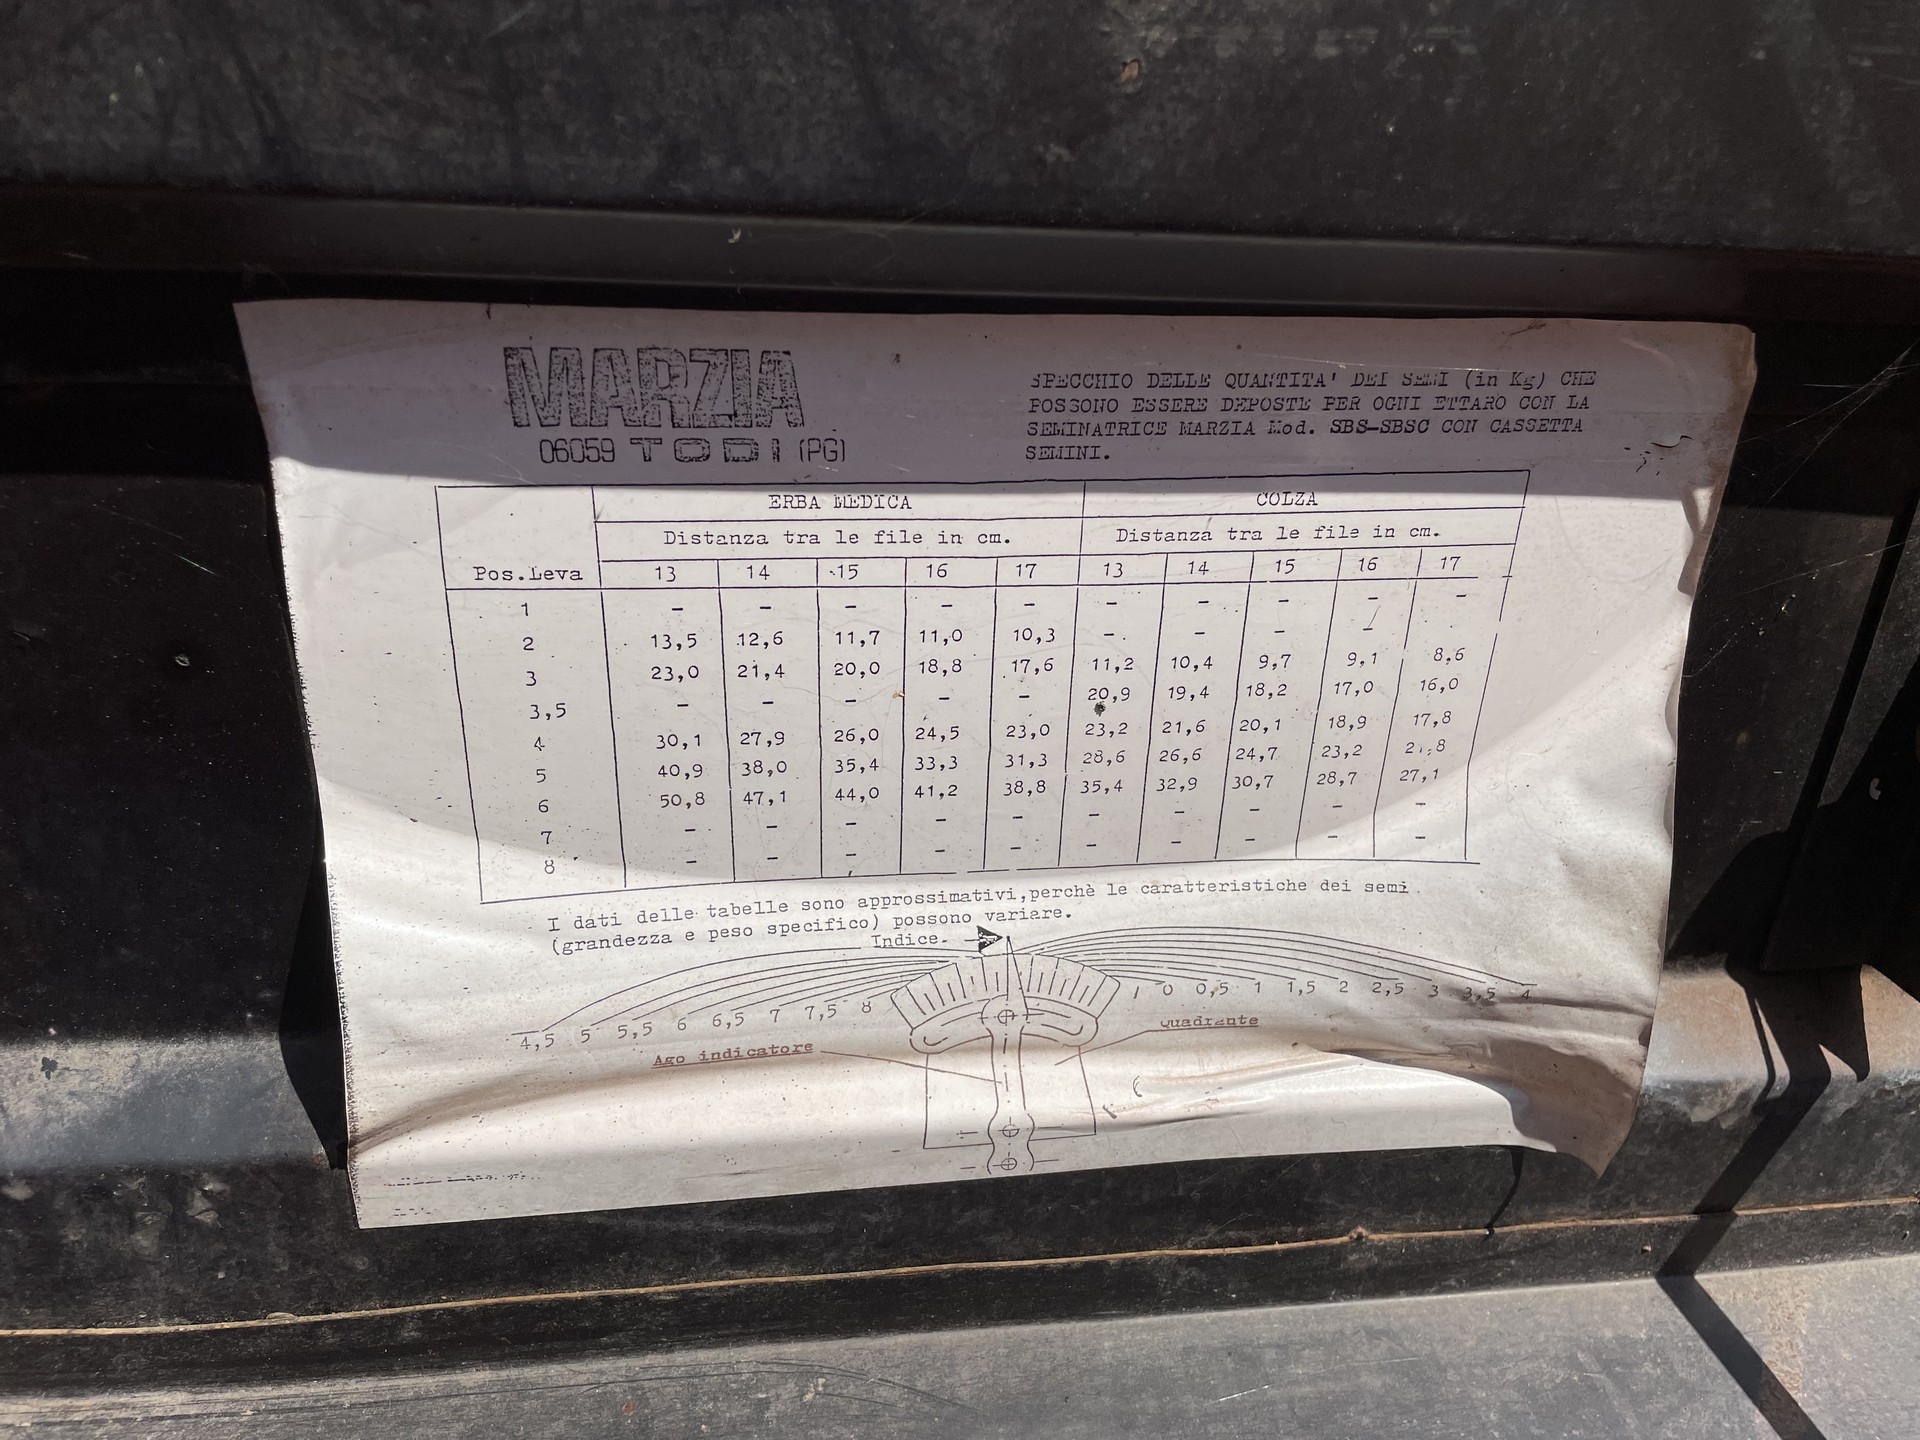 MARZIA
06059 TODI (PG)
SPECCHIO DELLE QUANTITA' DEI SEMI (in Kg) CHE
POSSONO ESSERE DEPOSTE PER OGNI ETTARO CON LA
SEMINATRICE MARZIA Mod. SBS-SBSC CON CASSETTA
SEMINI.
ERBA MEDICA COLZA
Distanza tra le file in cm. Distanza tra le file in cm.
Pos.Leva 13 14 15 16 17 13 14 15 16 17
1 - - - - - - - - - -
2 13,5 12,6 11,7 11,0 10,3 - - - - -
3 23,0 21,4 20,0 18,8 17,6 11,2 10,4 9,7 9,1 8,6
3,5 - - - - - 20,9 19,4 18,2 17,0 16,0
4 30,1 27,9 26,0 24,5 23,0 23,2 21,6 20,1 18,9 17,8
5 40,9 38,0 35,4 33,3 31,3 28,6 26,6 24,7 23,2 21,8
6 50,8 47,1 44,0 41,2 38,8 35,4 32,9 30,7 28,7 27,1
7 - - - - - - - - - -
8 - - - - - - - - - -
I dati delle tabelle sono approssimativi,perchè le caratteristiche dei semi
(grandezza e peso specifico) possono variare.
Indice-
4,5 5 5,5 6 6,5 7 7,5 8 0 0,5 1 1,5 2 2,5 3 3,5 4
Ago indicatore quadrante